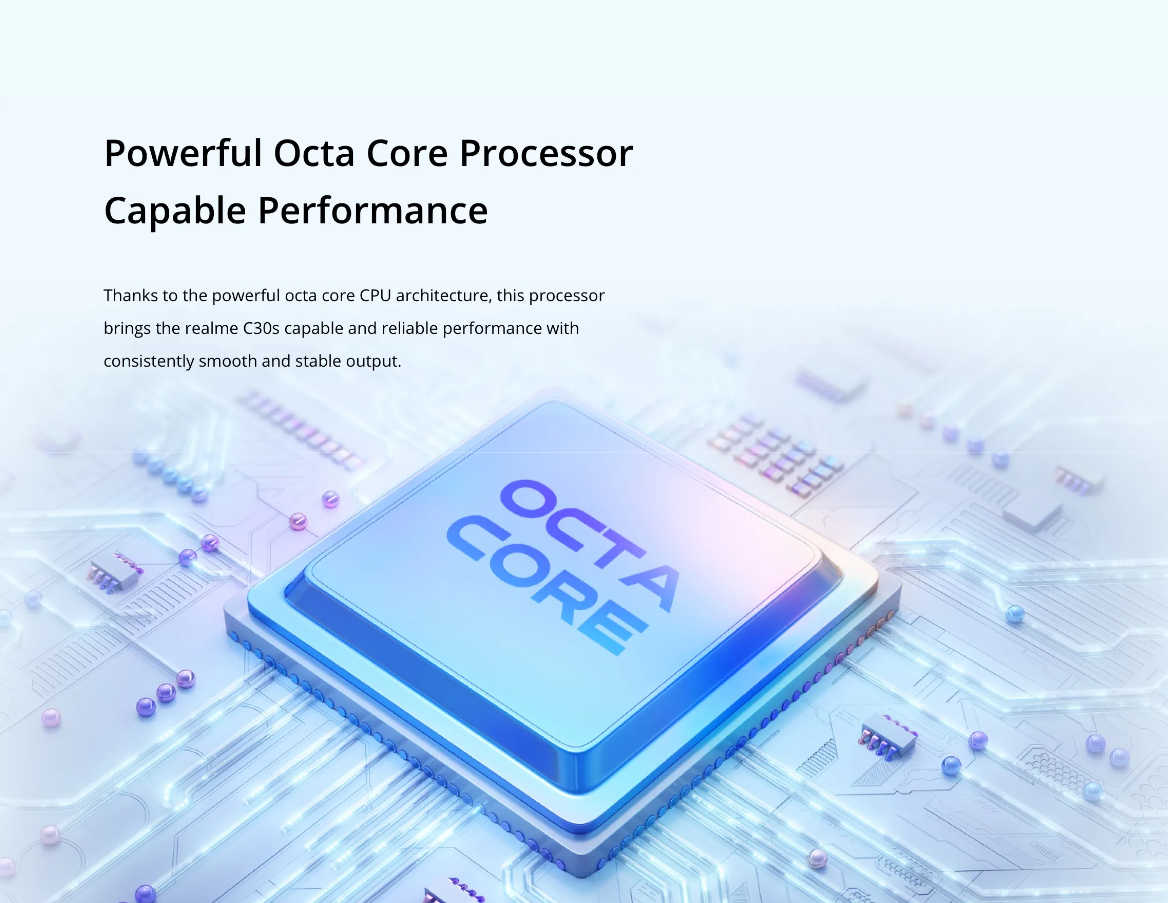 Powerful Octa Core Processor
Capable Performance
Thanks to the powerful octa core CPU architecture, this processor
brings the realme C30s capable and reliable performance with
consistently smooth and stable output.
OCTA
CORE